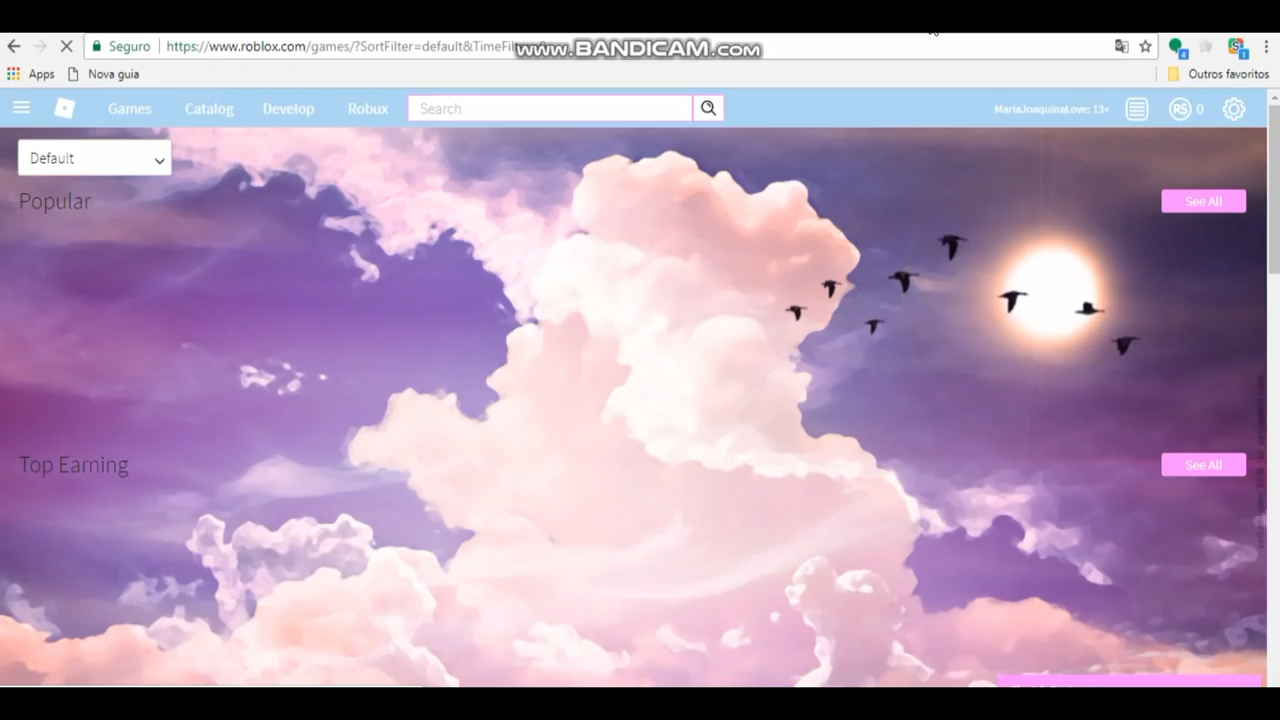 www.BANDICAM.com
Seguro https://www.roblox.com/games/?SortFilter=default&TimeFil
Apps Nova guia Outros favoritos
Games Catalog Develop Robux Search MariaJoaquinaLove: 13+ R$ 0
Default
Popular See All
Top Earning See All